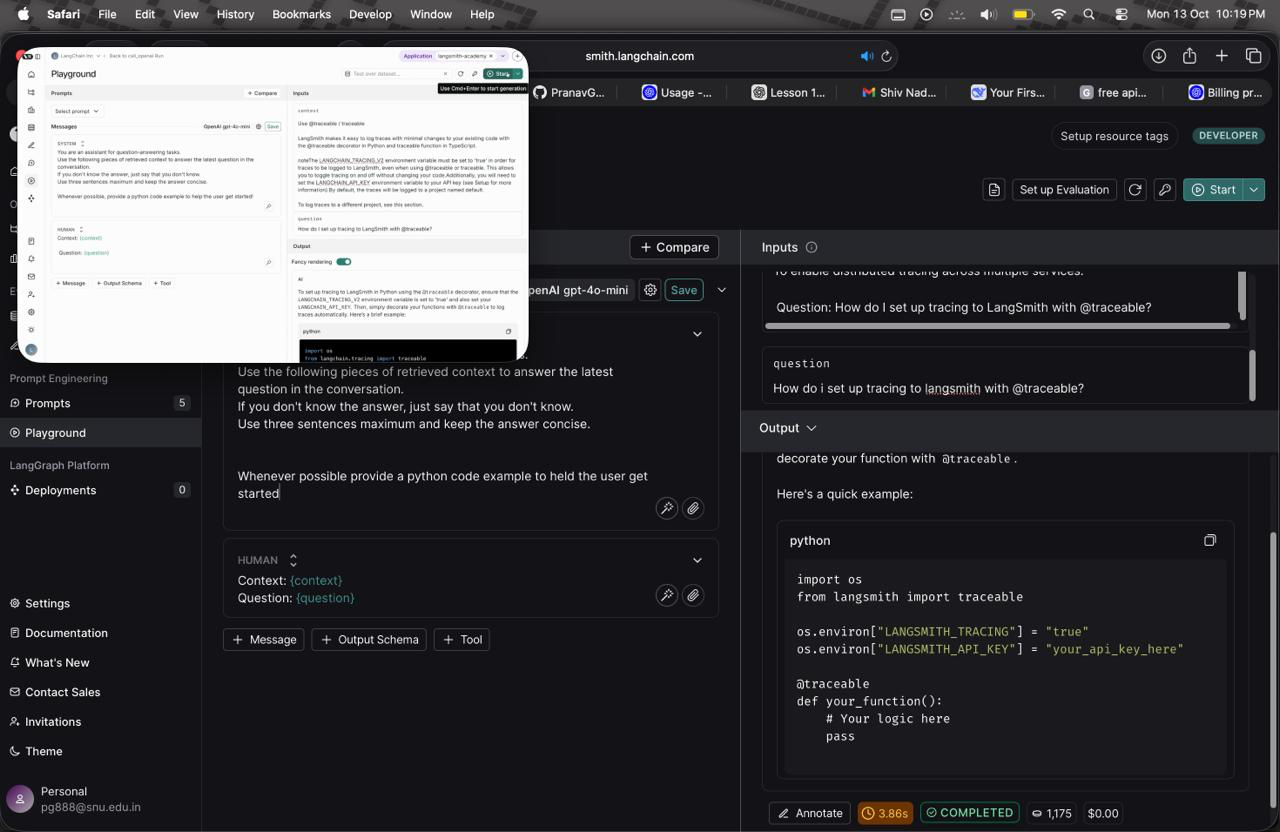 Safari File Edit View History Bookmarks Develop Window Help
Mon 13 Oct 10:19 PM
smith.langchain.com
PranavG...
Usage -...
Lesson 1...
Shiv Nad...
Your Firs...
free api...
Billing pr...
LangChain Inc
Back to call_openai Run
Application
langsmith-academy
Playground
Test over dataset...
Start
Use Cmd+Enter to start generation
Prompts
+ Compare
Inputs
Select prompt
Messages
OpenAI gpt-4o-mini
Save
SYSTEM
You are an assistant for question-answering tasks.
Use the following pieces of retrieved context to answer the latest question in the
conversation.
If you don't know the answer, just say that you don't know.
Use three sentences maximum and keep the answer concise.
Whenever possible, provide a python code example to help the user get started!
HUMAN
Context: {context}
Question: {question}
+ Message
+ Output Schema
+ Tool
context
Use @traceable / traceable
LangSmith makes it easy to log traces with minimal changes to your existing code with
the @traceable decorator in Python and traceable function in TypeScript.
noteThe LANGCHAIN_TRACING_V2 environment variable must be set to 'true' in order for
traces to be logged to LangSmith, even when using @traceable or traceable. This allows
you to toggle tracing on and off without changing your code.Additionally, you will need to
set the LANGCHAIN_API_KEY environment variable to your API key (see Setup for more
information).By default, the traces will be logged to a project named default.
To log traces to a different project, see this section.
question
How do I set up tracing to LangSmith with @traceable?
Output
Fancy rendering
AI
To set up tracing to LangSmith in Python using the @traceable decorator, ensure that the
LANGCHAIN_TRACING_V2 environment variable is set to 'true' and also set your
LANGCHAIN_API_KEY. Then, simply decorate your functions with @traceable to log
traces automatically. Here's a brief example:
python
import os
from langchain.tracing import traceable
Setup resource tags
DEVELOPER
Set up Evaluation
Start
+ Compare
Inputs
penAI gpt-4o-mini
Save
Use the following pieces of retrieved context to answer the latest
question in the conversation.
If you don't know the answer, just say that you don't know.
Use three sentences maximum and keep the answer concise.
Whenever possible provide a python code example to held the user get
started
HUMAN
Context: {context}
Question: {question}
+ Message
+ Output Schema
+ Tool
Prompt Engineering
Prompts 5
Playground
LangGraph Platform
Deployments 0
Settings
Documentation
What's New
Contact Sales
Invitations
Theme
Personal
pg888@snu.edu.in
To enable distributed tracing across multiple services.
Question: How do I set up tracing to LangSmith with @traceable?
question
How do i set up tracing to langsmith with @traceable?
Output
decorate your function with @traceable.
Here's a quick example:
python
import os
from langsmith import traceable
os.environ["LANGSMITH_TRACING"] = "true"
os.environ["LANGSMITH_API_KEY"] = "your_api_key_here"
@traceable
def your_function():
# Your logic here
pass
Annotate
3.86s
COMPLETED
1,175
$0.00